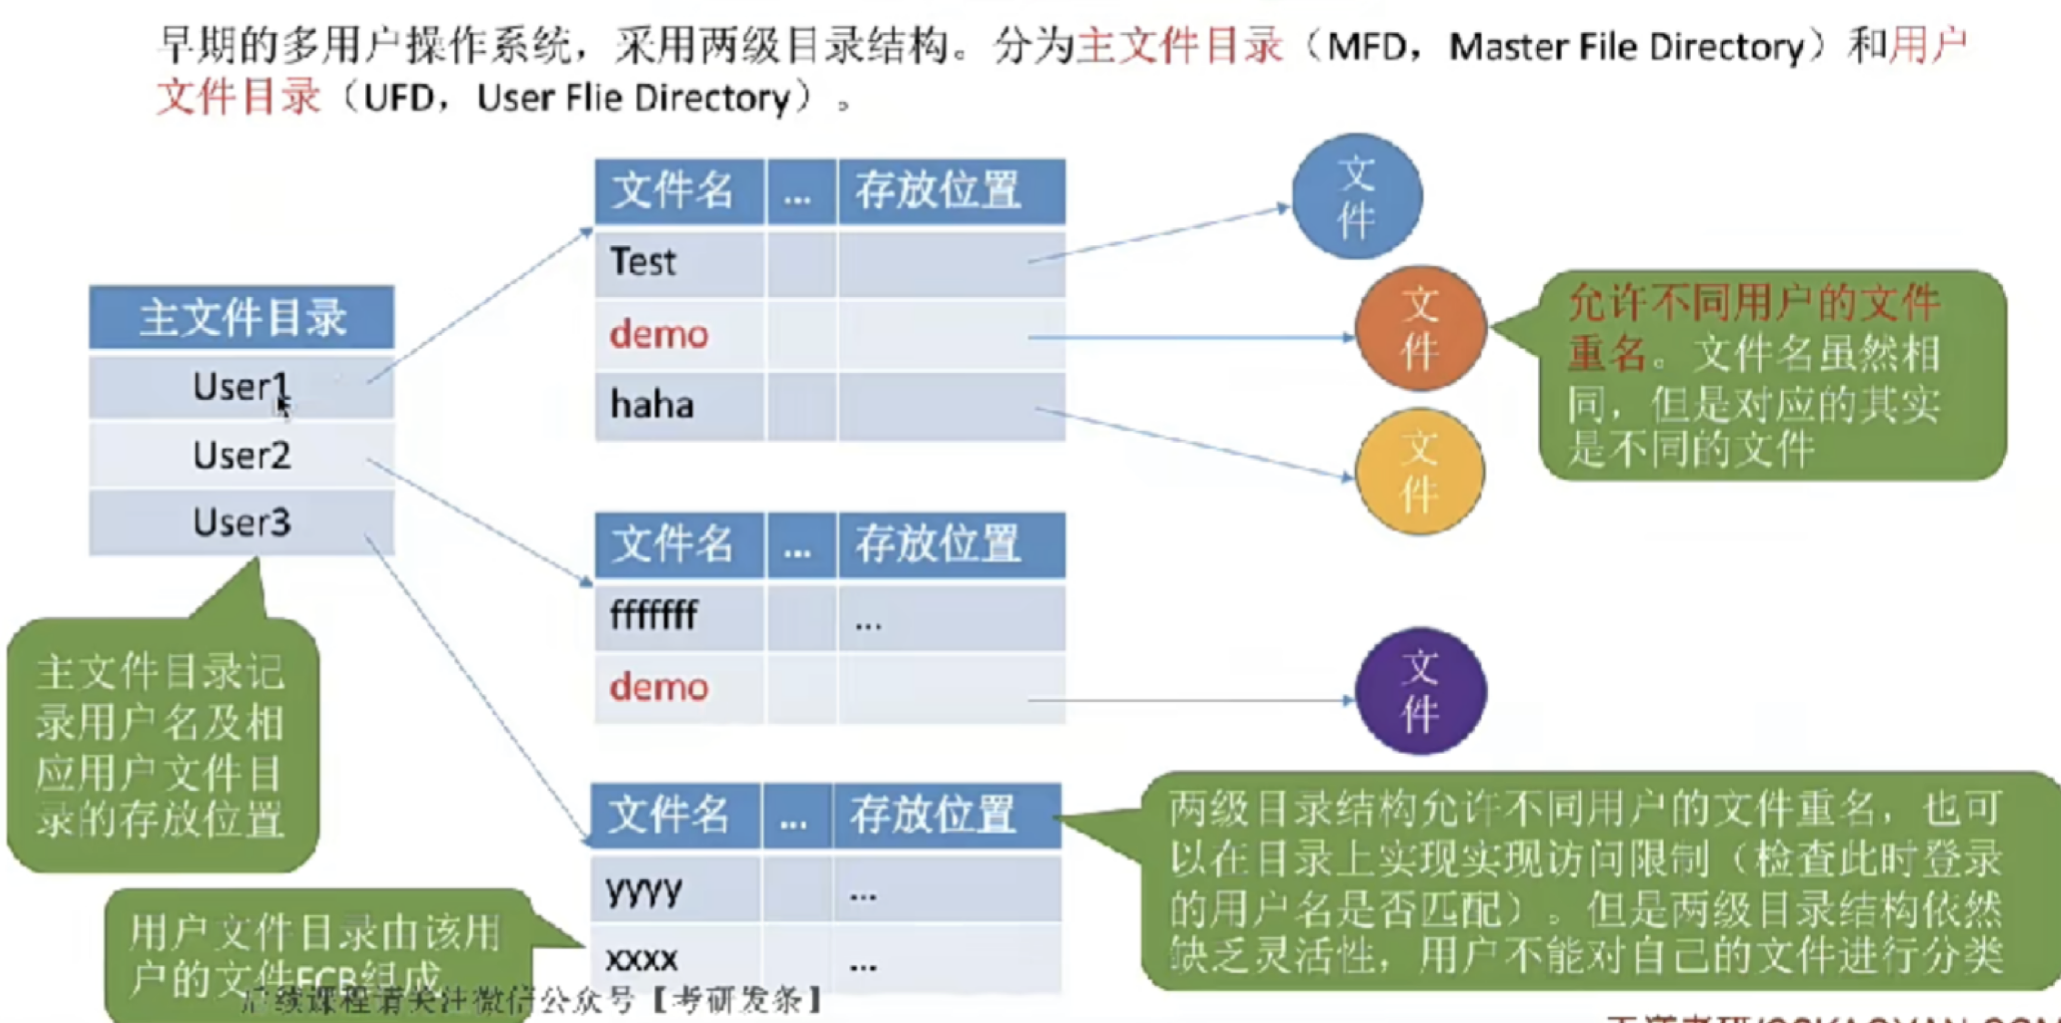 早期的多用户操作系统，采用两级目录结构。分为主文件目录（MFD，Master File Directory）和用户
文件目录（UFD，User Flie Directory）。
主文件目录
User1
User2
User3
文件名 ... 存放位置
Test
demo
haha
文件名 ... 存放位置
fffffff ...
demo
文件名 ... 存放位置
yyyy ...
xxxx ...
文
件
文
件
文
件
文
件
允许不同用户的文件
重名。文件名虽然相
同，但是对应的其实
是不同的文件
主文件目录记
录用户名及相
应用户文件目
录的存放位置
用户文件目录由该用
户的文件FCB组成
两级目录结构允许不同用户的文件重名，也可
以在目录上实现实现访问限制（检查此时登录
的用户名是否匹配）。但是两级目录结构依然
缺乏灵活性，用户不能对自己的文件进行分类
后续课程请关注微信公众号【考研发条】